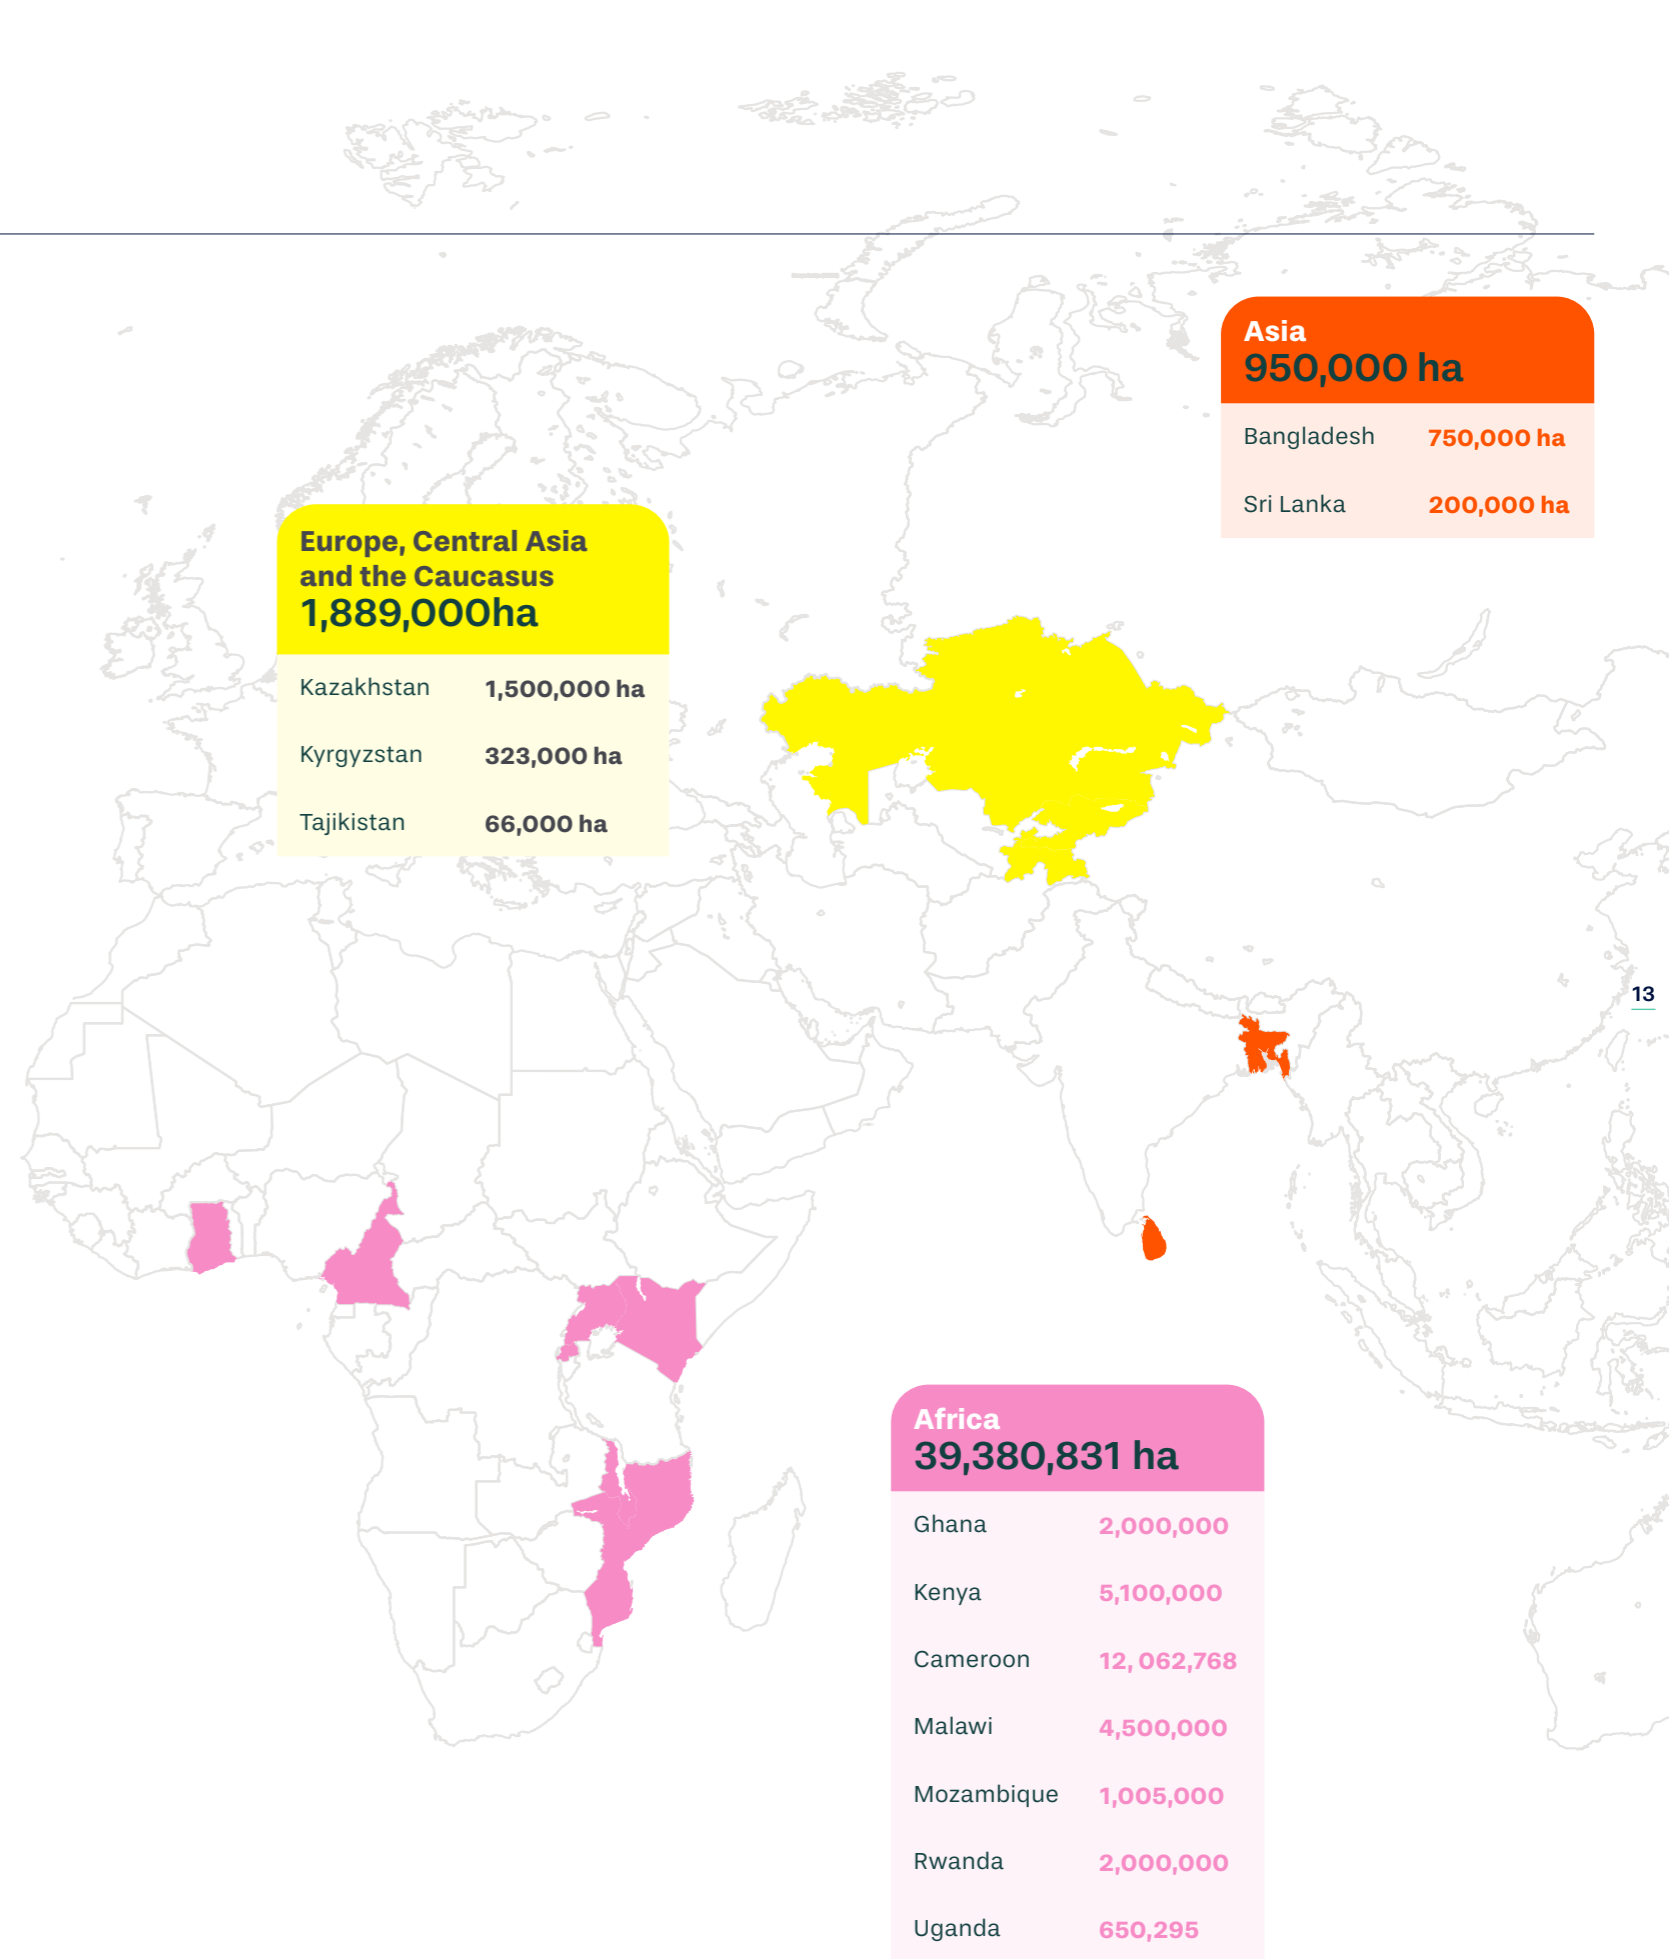 Asia
950,000 ha
Bangladesh 750,000 ha
Sri Lanka 200,000 ha
Europe, Central Asia
and the Caucasus
1,889,000ha
Kazakhstan 1,500,000 ha
Kyrgyzstan 323,000 ha
Tajikistan 66,000 ha
13
Africa
39,380,831 ha
Ghana 2,000,000
Kenya 5,100,000
Cameroon 12, 062,768
Malawi 4,500,000
Mozambique 1,005,000
Rwanda 2,000,000
Uganda 650,295